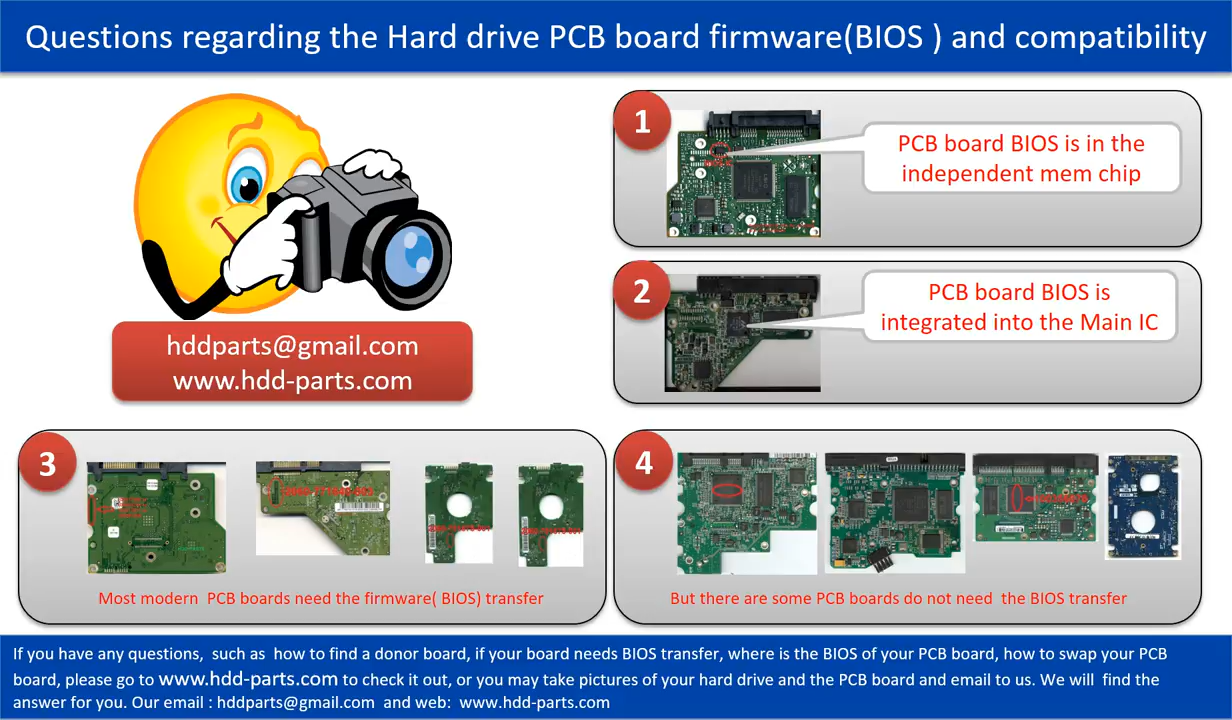 Questions regarding the Hard drive PCB board firmware(BIOS ) and compatibility
hddparts@gmail.com
www.hdd-parts.com
1
PCB board BIOS is in the
independent mem chip
2
PCB board BIOS is
integrated into the Main IC
3
Most modern  PCB boards need the firmware( BIOS) transfer
4
But there are some PCB boards do not need  the BIOS transfer
If you have any questions,  such as  how to find a donor board, if your board needs BIOS transfer, where is the BIOS of your PCB board, how to swap your PCB
board, please go to www.hdd-parts.com to check it out, or you may take pictures of your hard drive and the PCB board and email to us. We will  find the
answer for you. Our email : hddparts@gmail.com  and web:  www.hdd-parts.com